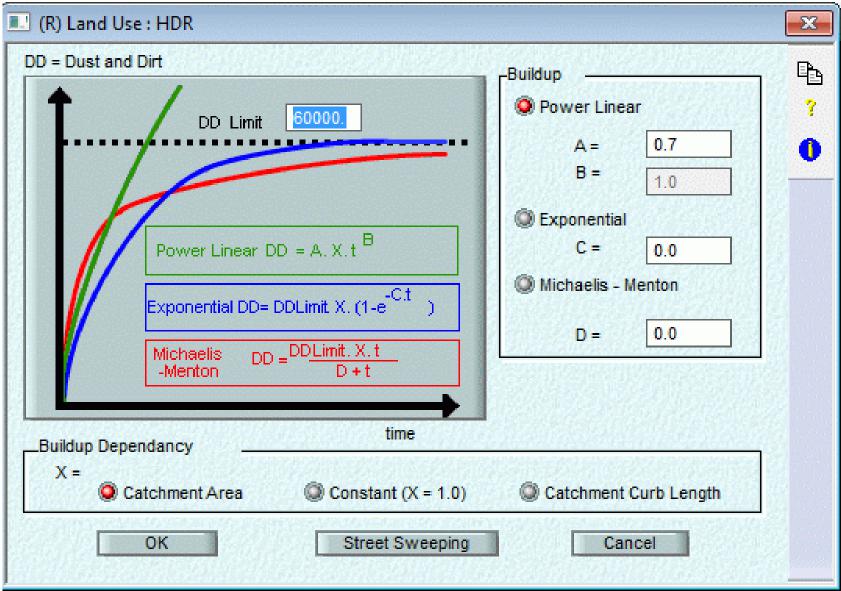 (R) Land Use : HDR
DD = Dust and Dirt
DD Limit 60000.
Power Linear DD = A. X. t B
Exponential DD= DDLimit. X. (1-e -C.t )
Michaelis
-Menton
DD = DDLimit. X. t
D + t
time
Buildup
Power Linear
A = 0.7
B = 1.0
Exponential
C = 0.0
Michaelis - Menton
D = 0.0
?
i
Buildup Dependancy
X =
Catchment Area Constant (X = 1.0) Catchment Curb Length
OK Street Sweeping Cancel